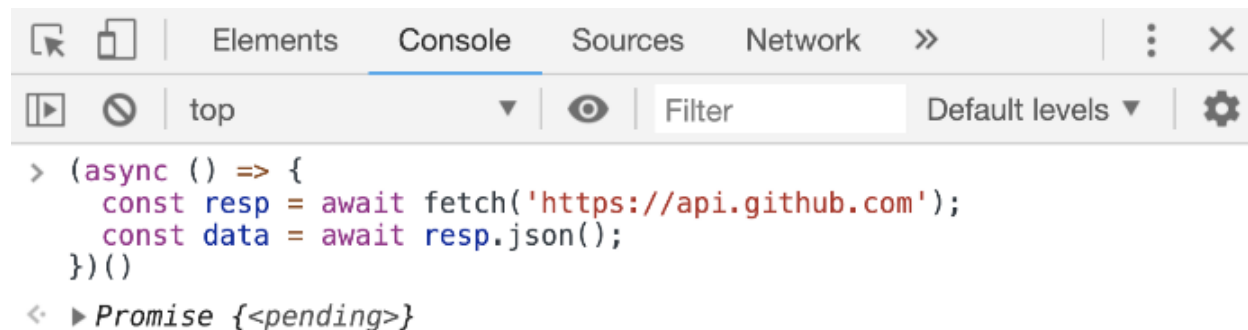 Elements Console Sources Network »
top ▼ Filter Default levels ▼
> (async () => {
const resp = await fetch('https://api.github.com');
const data = await resp.json();
})()
<· ▶ Promise {<pending>}